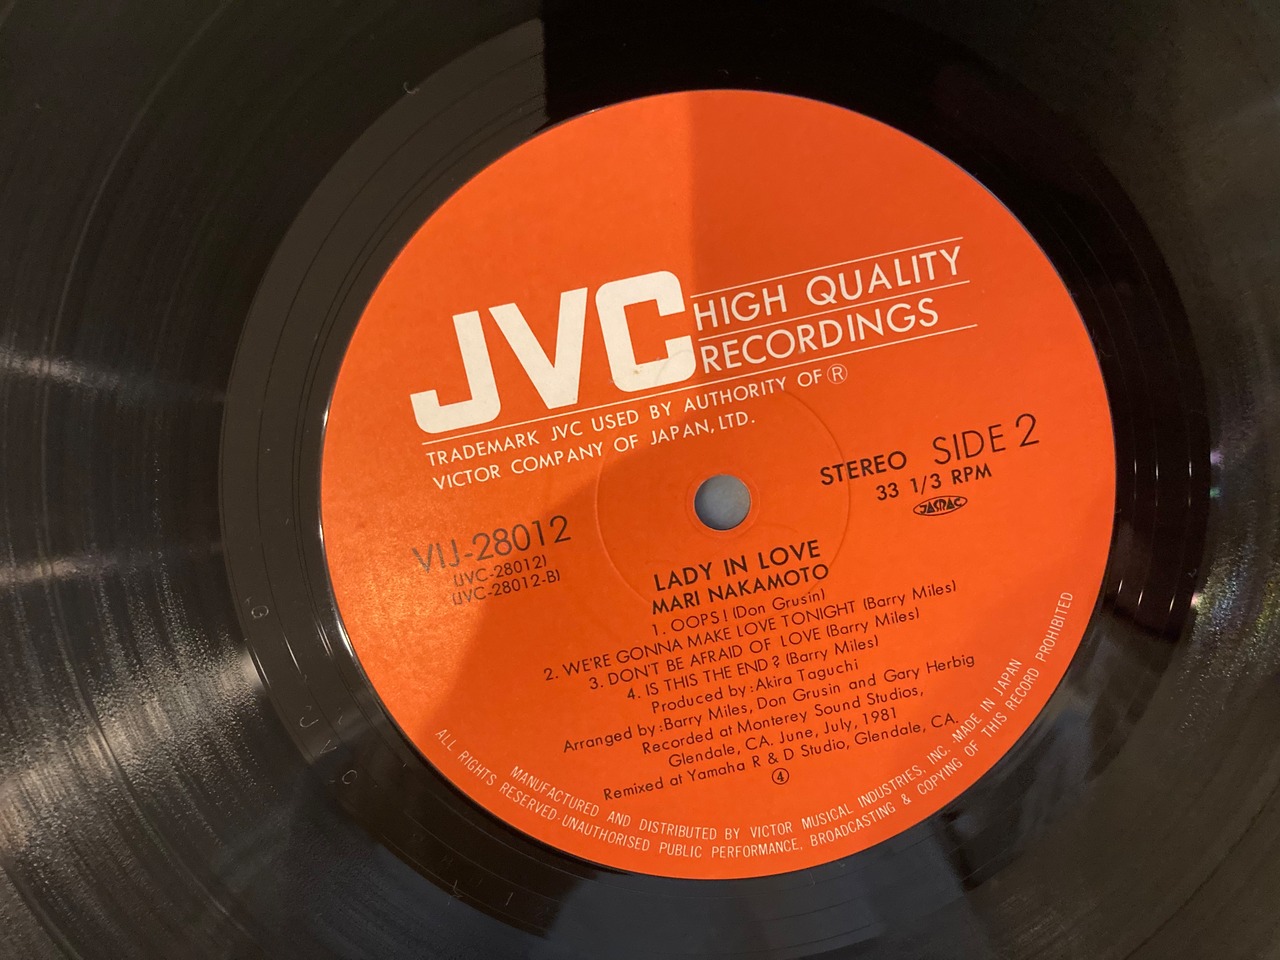 JVC HIGH QUALITY
RECORDINGS
TRADEMARK JVC USED BY AUTHORITY OF Ⓡ
VICTOR COMPANY OF JAPAN, LTD.
STEREO SIDE 2
33 1/3 RPM
JASRAC
VIJ-28012
(JVC-28012)
(JVC-28012-B)
LADY IN LOVE
MARI NAKAMOTO
1. OOPS! (Don Grusin)
2. WE'RE GONNA MAKE LOVE TONIGHT (Barry Miles)
3. DON'T BE AFRAID OF LOVE (Barry Miles)
4. IS THIS THE END? (Barry Miles)
Produced by: Akira Taguchi
Arranged by: Barry Miles, Don Grusin and Gary Herbig
Recorded at Monterey Sound Studios,
Glendale, CA. June, July, 1981
Remixed at Yamaha R & D Studio, Glendale, CA.
④
MANUFACTURED AND DISTRIBUTED BY VICTOR MUSICAL INDUSTRIES, INC. MADE IN JAPAN
ALL RIGHTS RESERVED·UNAUTHORISED PUBLIC PERFORMANCE, BROADCASTING & COPYING OF THIS RECORD PROHIBITED
J V C